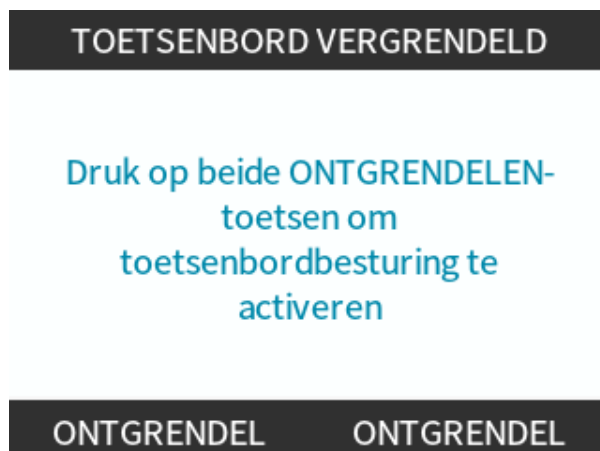 TOETSENBORD VERGRENDELD
Druk op beide ONTGRENDELEN-
toetsen om
toetsenbordbesturing te
activeren
ONTGRENDEL ONTGRENDEL